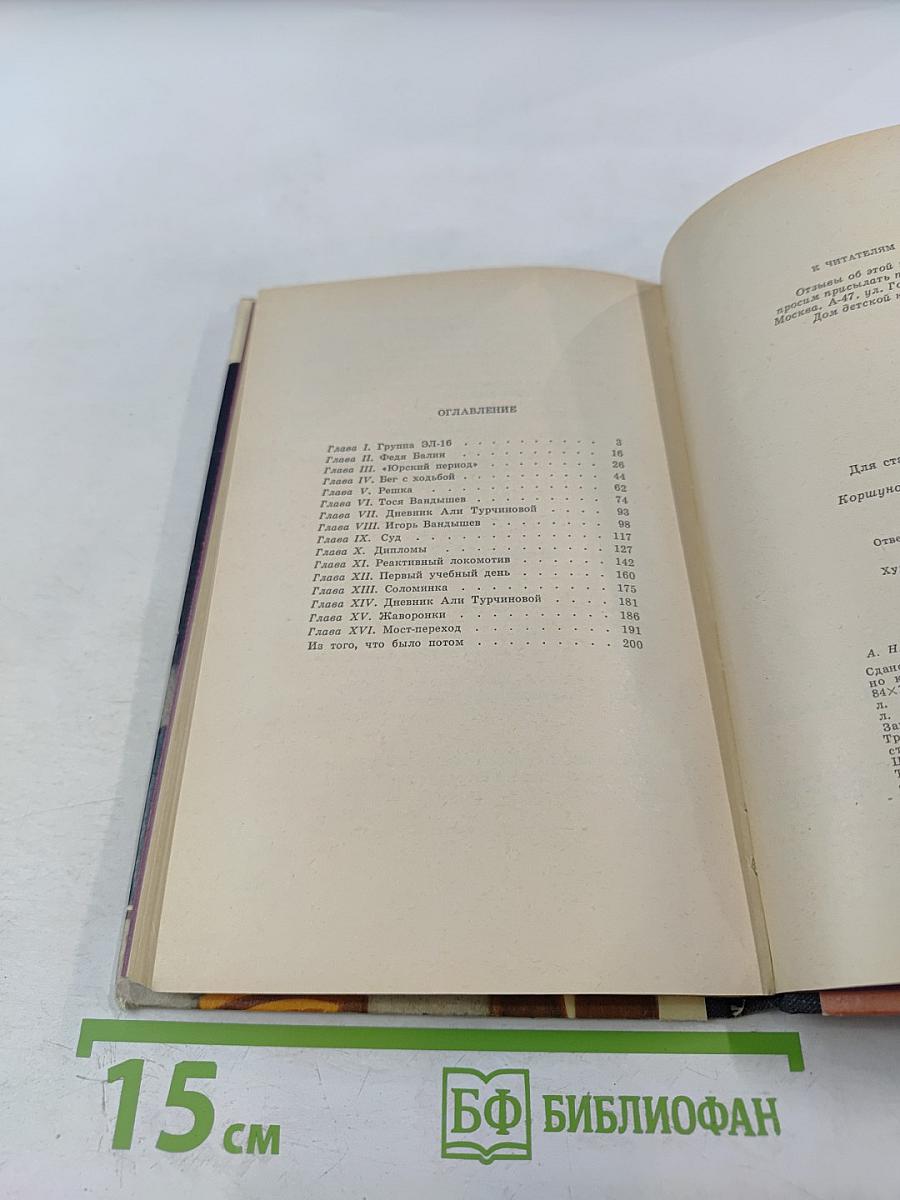 ОГЛАВЛЕНИЕ
Глава I. Группа ЭЛ-16 . . . . . . . . . . 3
Глава II. Федя Балин . . . . . . . . . . 16
Глава III. «Юрский период» . . . . . . . . 26
Глава IV. Бег с ходьбой . . . . . . . . . 44
Глава V. Решка . . . . . . . . . . . 62
Глава VI. Тося Вандышев . . . . . . . . . 74
Глава VII. Дневник Али Турчиновой . . . . . 93
Глава VIII. Игорь Вандышев . . . . . . . . 98
Глава IX. Суд . . . . . . . . . . . . 117
Глава X. Дипломы . . . . . . . . . . 127
Глава XI. Реактивный локомотив . . . . . . 142
Глава XII. Первый учебный день . . . . . . 160
Глава XIII. Соломинка . . . . . . . . . 175
Глава XIV. Дневник Али Турчиновой . . . . 181
Глава XV. Жаворонки . . . . . . . . . 186
Глава XVI. Мост-переход . . . . . . . . 191
Из того, что было потом . . . . . . . . . 200
К ЧИТАТЕЛЯМ
Отзывы об этой
просим присылать
Москва, А-47, ул.
Дом детской
Для
А. Н.
но
84×
л.
л.
15 см
БФ БИБЛИОФАН